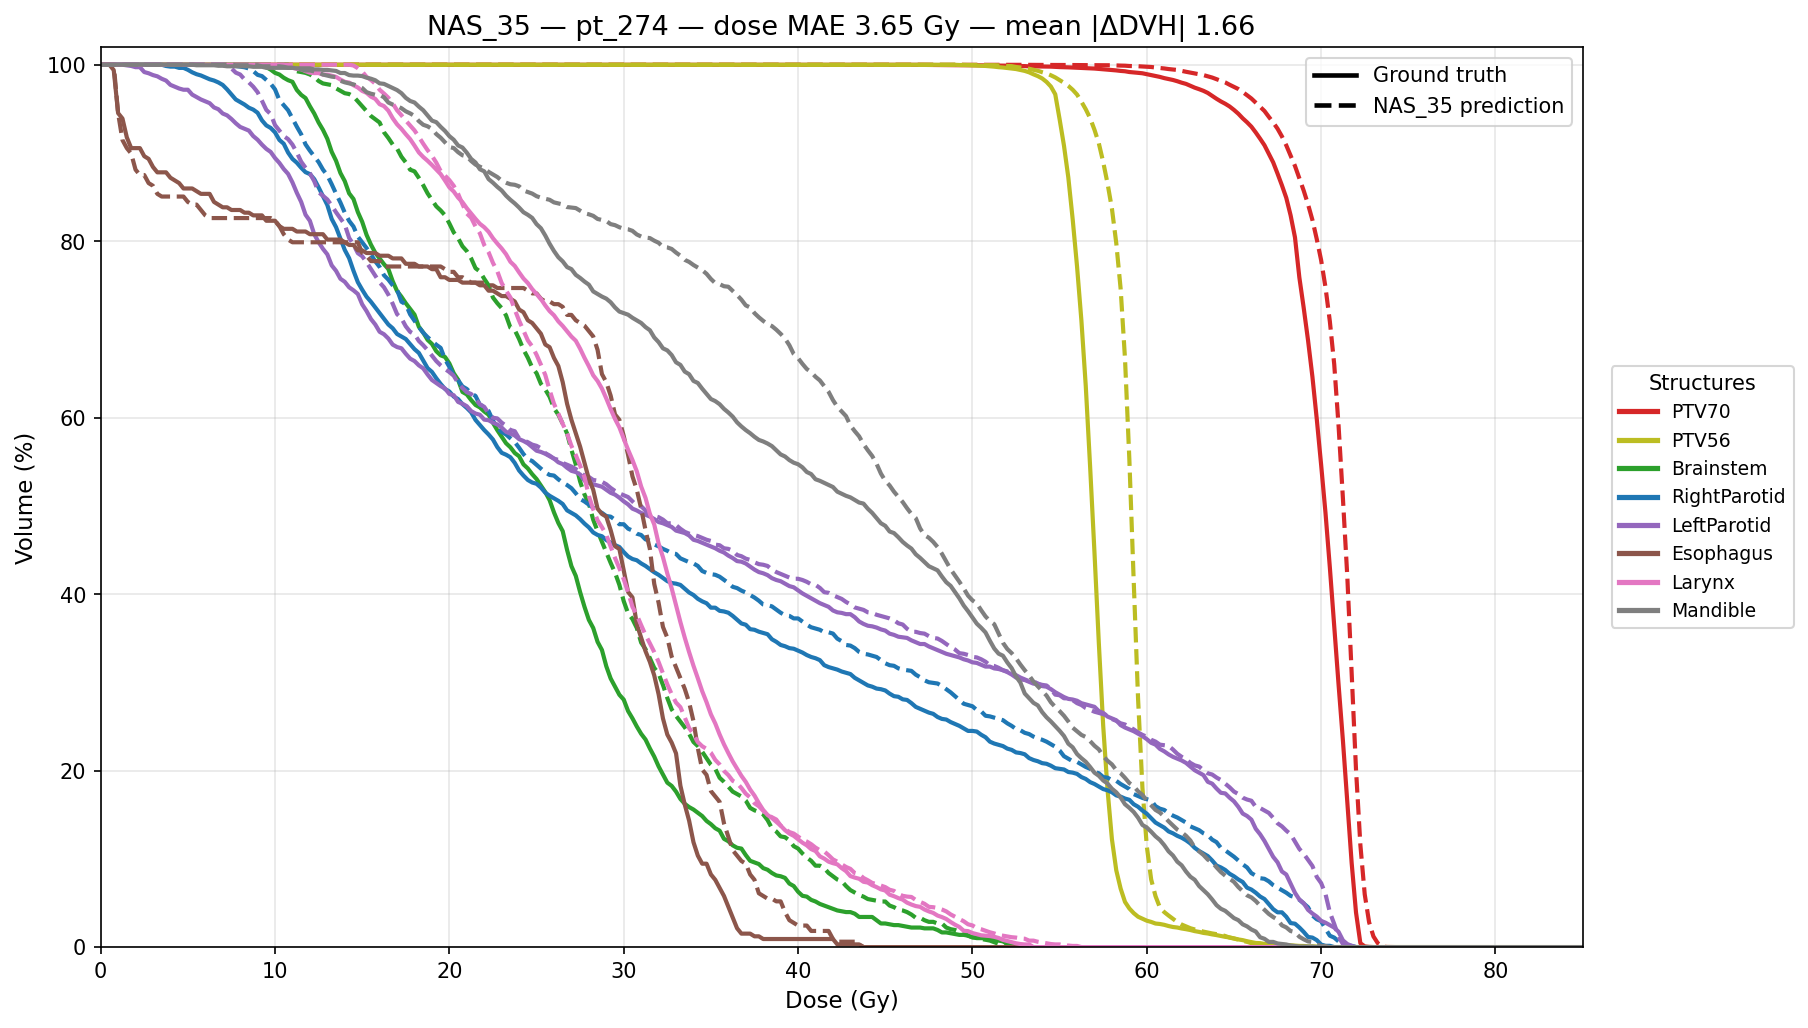 NAS_35 — pt_274 — dose MAE 3.65 Gy — mean |ΔDVH| 1.66
Ground truth
NAS_35 prediction
Volume (%)
100
80
60
40
20
0
0 10 20 30 40 50 60 70 80
Dose (Gy)
Structures
PTV70
PTV56
Brainstem
RightParotid
LeftParotid
Esophagus
Larynx
Mandible